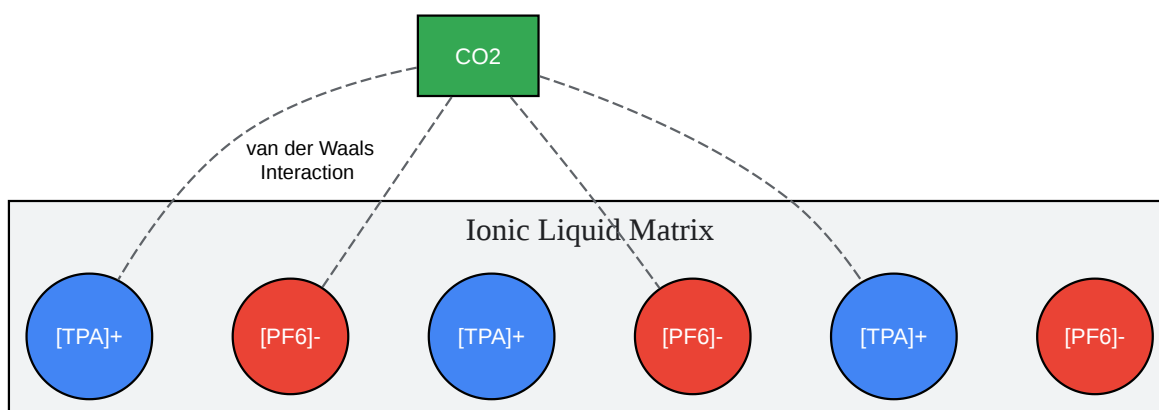 CO2
van der Waals
Interaction
Ionic Liquid Matrix
[TPA]+
[PF6]-
[TPA]+
[PF6]-
[TPA]+
[PF6]-